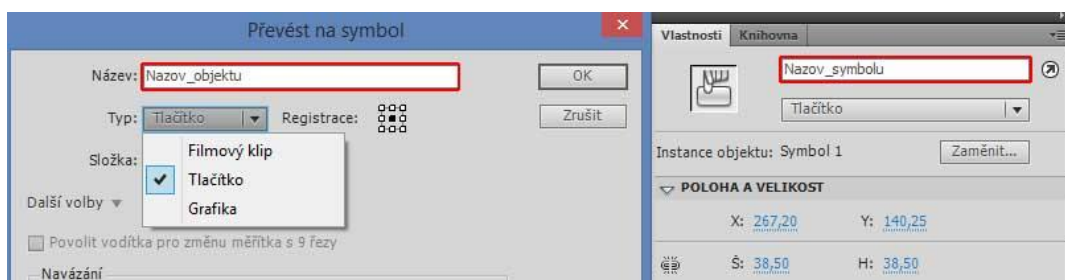 Převést na symbol
Název: Nazov_objektu
OK
Typ: Tlačítko
Registrace:
Zrušit
Filmový klip
Složka:
Tlačítko
Další volby
Grafika
Povolit vodítka pro změnu měřítka s 9 řezy
Navázání
Vlastnosti Knihovna
Nazov_symbolu
Tlačítko
Instance objektu: Symbol 1
Zaměnit...
POLOHA A VELIKOST
X: 267,20 Y: 140,25
Š: 38,50 H: 38,50